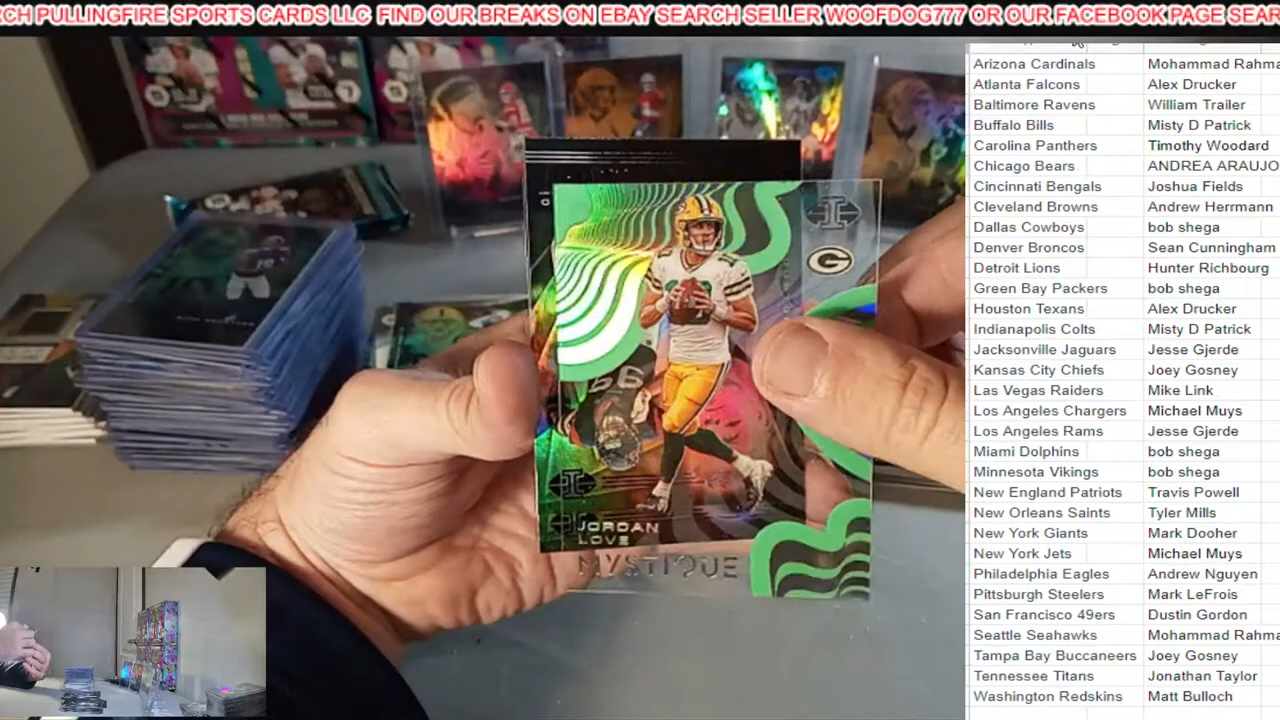 RCH PULLINGFIRE SPORTS CARDS LLC FIND OUR BREAKS ON EBAY SEARCH SELLER WOOFDOG777 OR OUR FACEBOOK PAGE SEAR
Arizona Cardinals Mohammad Rahma
Atlanta Falcons Alex Drucker
Baltimore Ravens William Trailer
Buffalo Bills Misty D Patrick
Carolina Panthers Timothy Woodard
Chicago Bears ANDREA ARAUJO
Cincinnati Bengals Joshua Fields
Cleveland Browns Andrew Herrmann
Dallas Cowboys bob shega
Denver Broncos Sean Cunningham
Detroit Lions Hunter Richbourg
Green Bay Packers bob shega
Houston Texans Alex Drucker
Indianapolis Colts Misty D Patrick
Jacksonville Jaguars Jesse Gjerde
Kansas City Chiefs Joey Gosney
Las Vegas Raiders Mike Link
Los Angeles Chargers Michael Muys
Los Angeles Rams Jesse Gjerde
Miami Dolphins bob shega
Minnesota Vikings bob shega
New England Patriots Travis Powell
New Orleans Saints Tyler Mills
New York Giants Mark Dooher
New York Jets Michael Muys
Philadelphia Eagles Andrew Nguyen
Pittsburgh Steelers Mark LeFrois
San Francisco 49ers Dustin Gordon
Seattle Seahawks Mohammad Rahma
Tampa Bay Buccaneers Joey Gosney
Tennessee Titans Jonathan Taylor
Washington Redskins Matt Bulloch
I
G
I
JORDAN
LOVE
MYSTIQUE